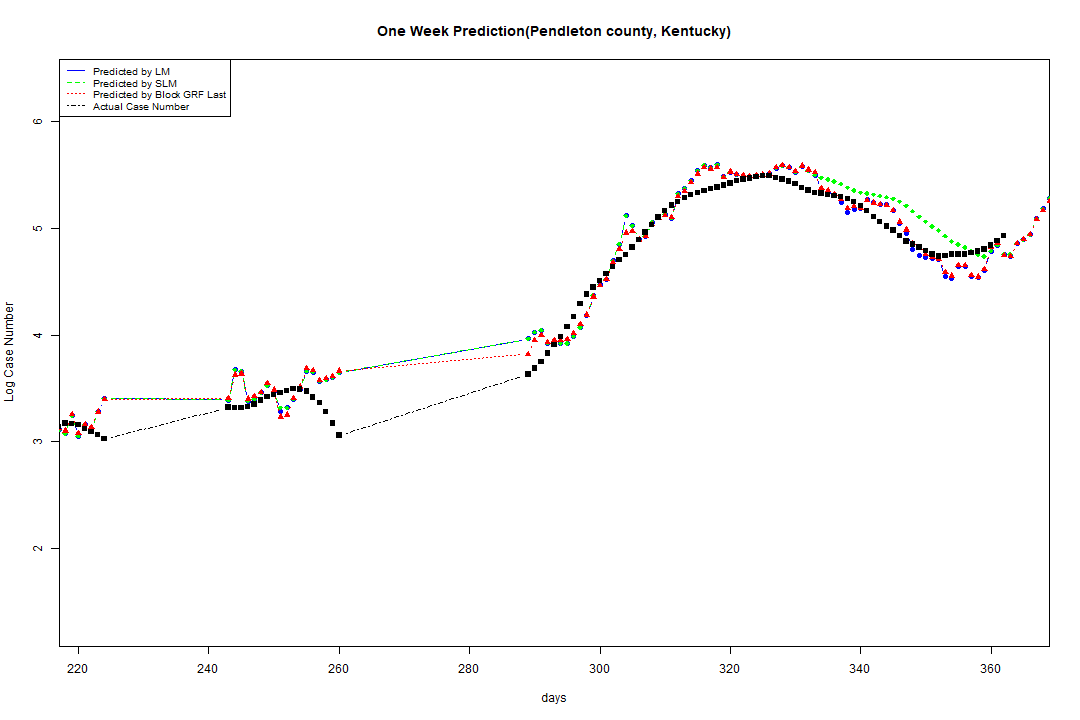 One Week Prediction(Pendleton county, Kentucky)
Predicted by LM
Predicted by SLM
Predicted by Block GRF Last
Actual Case Number
6
5
4
3
2
Log Case Number
220 240 260 280 300 320 340 360
days